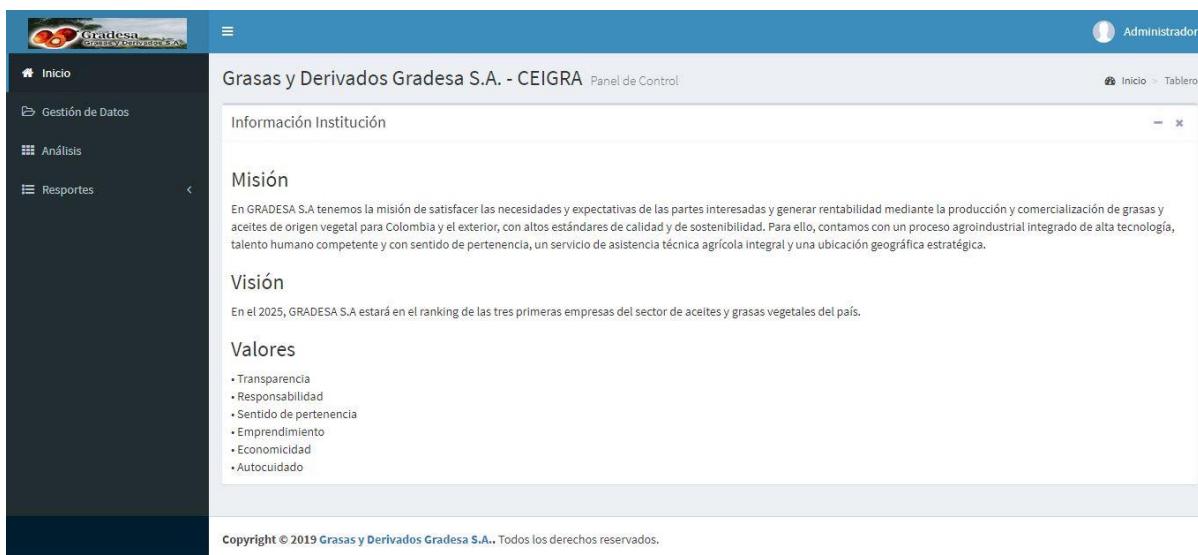 Gradesa
Grasas y Derivados S.A.
Administrador
Inicio
Gestión de Datos
Análisis
Resportes
Grasas y Derivados Gradesa S.A. - CEIGRA Panel de Control
Inicio > Tablero
Información Institución
Misión
En GRADESA S.A tenemos la misión de satisfacer las necesidades y expectativas de las partes interesadas y generar rentabilidad mediante la producción y comercialización de grasas y
aceites de origen vegetal para Colombia y el exterior, con altos estándares de calidad y de sostenibilidad. Para ello, contamos con un proceso agroindustrial integrado de alta tecnología,
talento humano competente y con sentido de pertenencia, un servicio de asistencia técnica agrícola integral y una ubicación geográfica estratégica.
Visión
En el 2025, GRADESA S.A estará en el ranking de las tres primeras empresas del sector de aceites y grasas vegetales del país.
Valores
• Transparencia
• Responsabilidad
• Sentido de pertenencia
• Emprendimiento
• Economicidad
• Autocuidado
Copyright © 2019 Grasas y Derivados Gradesa S.A.. Todos los derechos reservados.